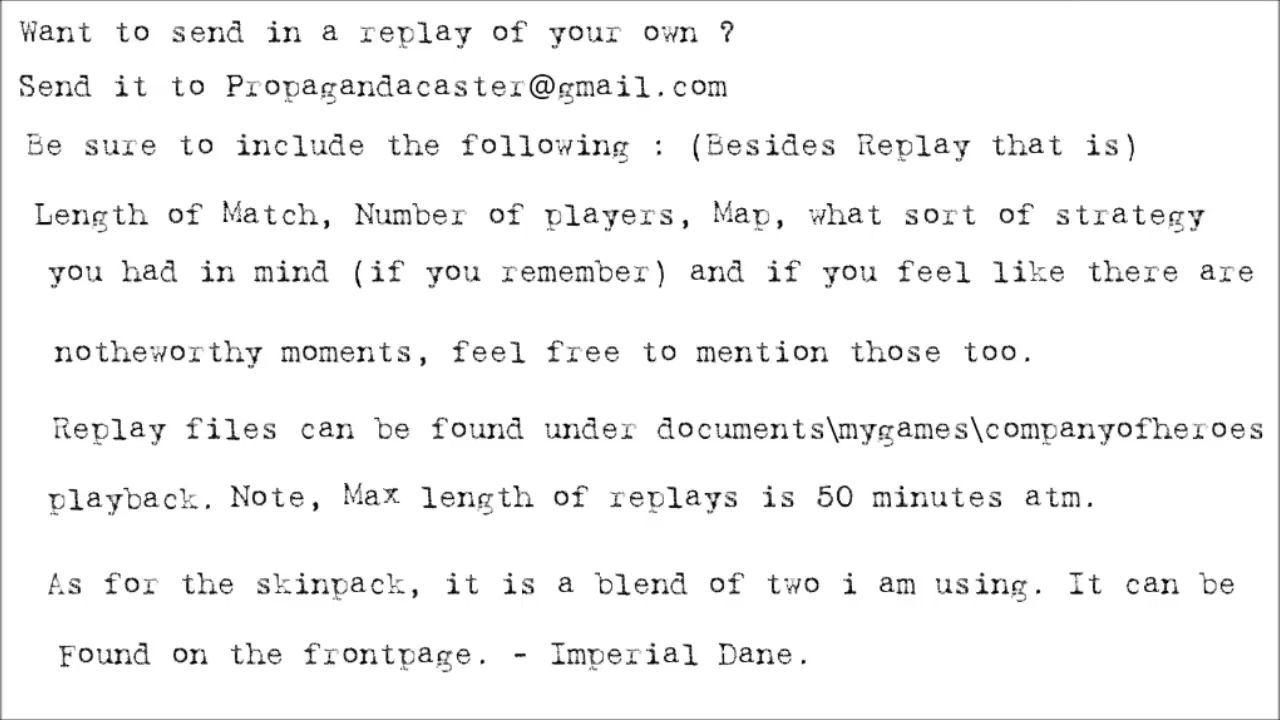 Want to send in a replay of your own ?
Send it to Propagandacaster@gmail.com
Be sure to include the following : (Besides Replay that is)
Length of Match, Number of players, Map, what sort of strategy
you had in mind (if you remember) and if you feel like there are
notheworthy moments, feel free to mention those too.
Replay files can be found under documents\mygames\companyofheroes
playback. Note, Max length of replays is 50 minutes atm.
As for the skinpack, it is a blend of two i am using. It can be
Found on the frontpage. - Imperial Dane.